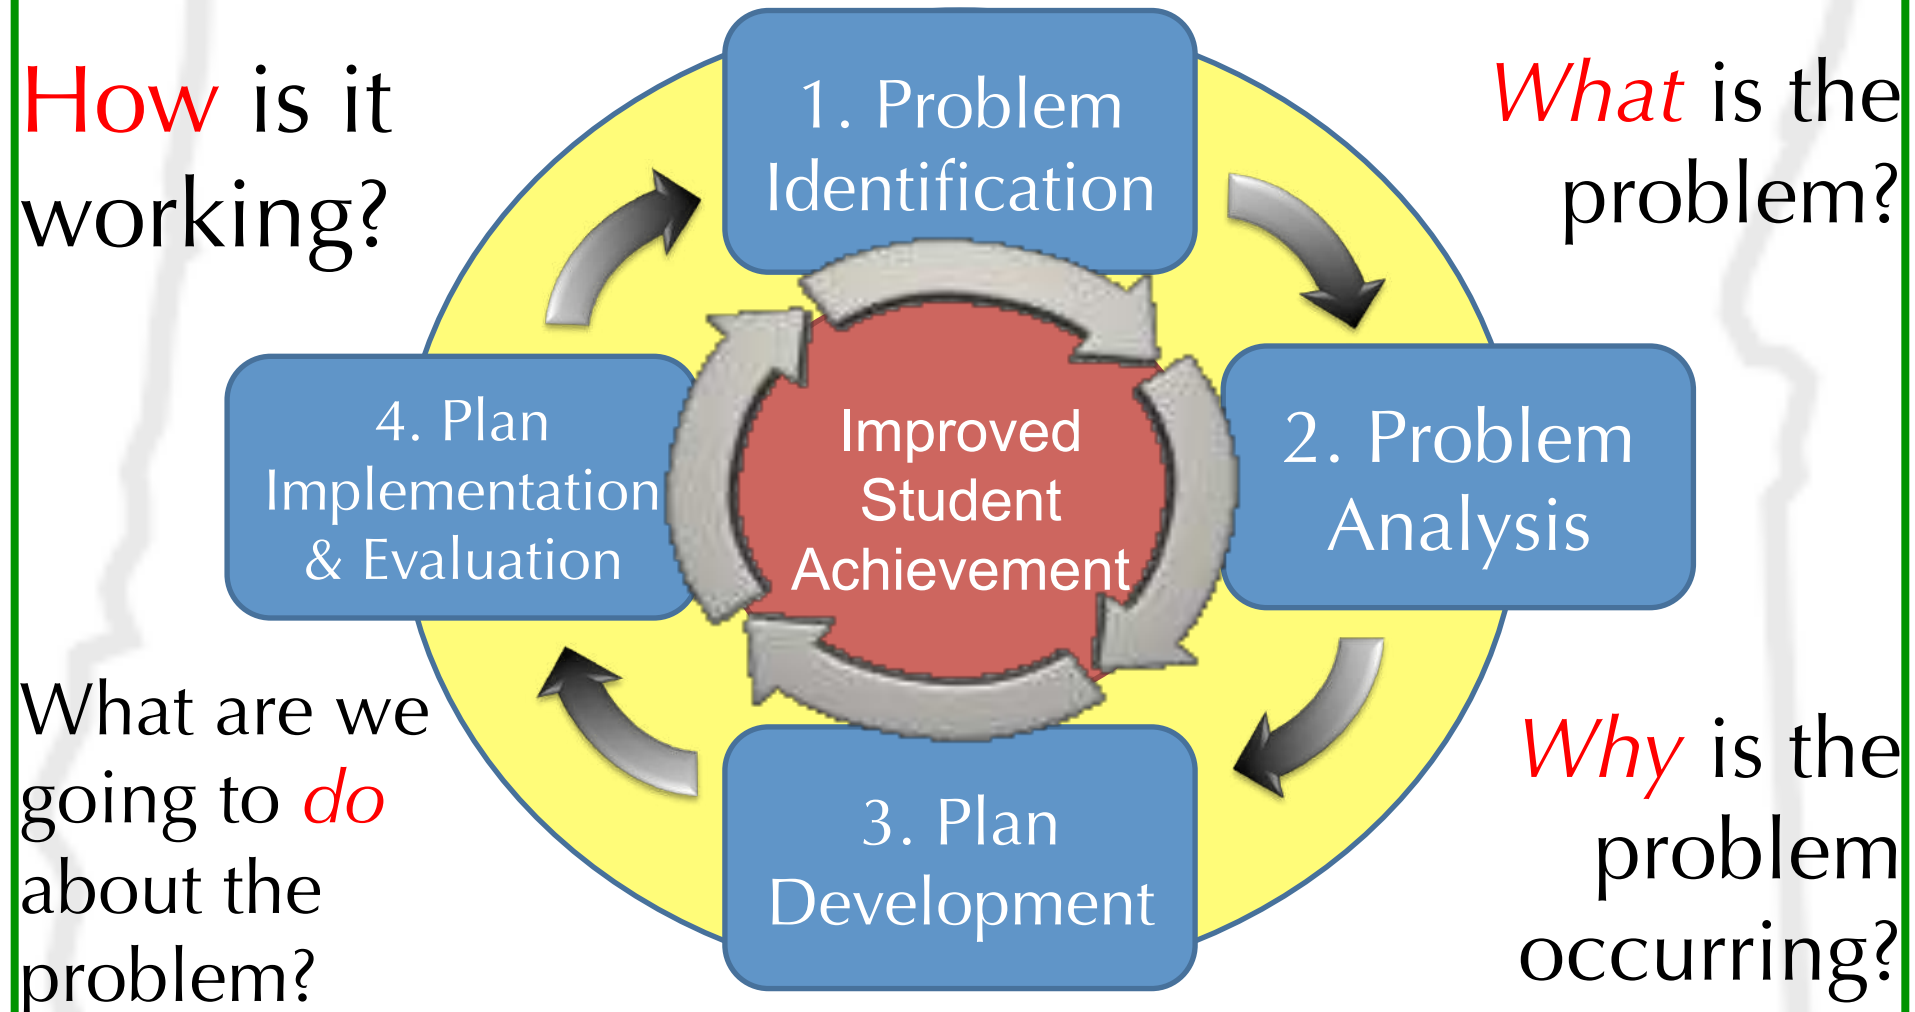 How is it
working?
1. Problem
Identification
What is the
problem?
4. Plan
Implementation
& Evaluation
Improved
Student
Achievement
2. Problem
Analysis
What are we
going to do
about the
problem?
3. Plan
Development
Why is the
problem
occurring?